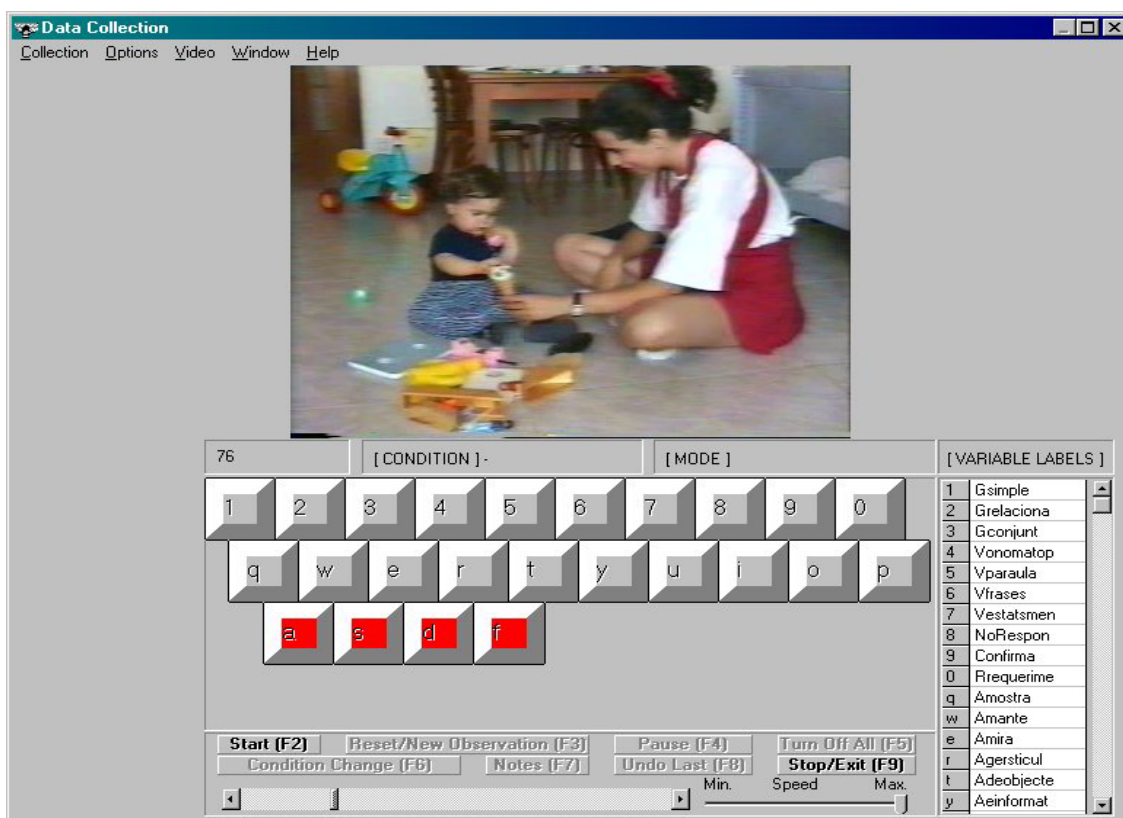 Data Collection
Collection Options Video Window Help
76 [ CONDITION ] - [ MODE ] [ VARIABLE LABELS ]
1 2 3 4 5 6 7 8 9 0
q w e r t y u i o p
a s d f
1 Gsimple
2 Grelaciona
3 Gconjunt
4 Vonomatop
5 Vparaula
6 Vfrases
7 Vestatsmen
8 NoRespon
9 Confirma
0 Rrequerime
q Amostra
w Amante
e Amira
r Agersticul
t Adeobjecte
y Aeinformat
Start (F2) Reset/New Observation (F3) Pause (F4) Turn Off All (F5)
Condition Change (F6) Notes (F7) Undo Last (F8) Stop/Exit (F9)
Min. Speed Max.